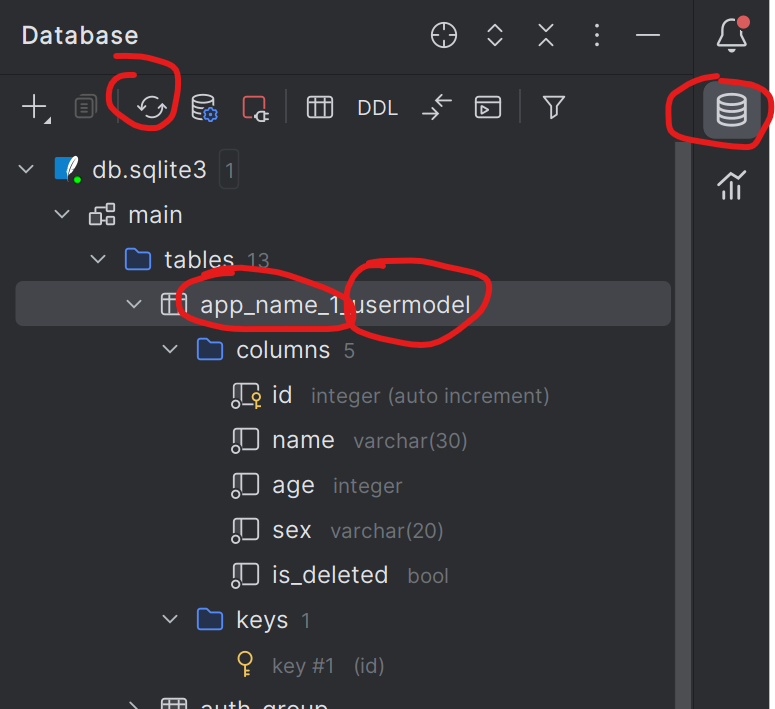 Database
DDL
db.sqlite3 1
main
tables 13
app_name_1_usermodel
columns 5
id integer (auto increment)
name varchar(30)
age integer
sex varchar(20)
is_deleted bool
keys 1
key #1 (id)
auth_group